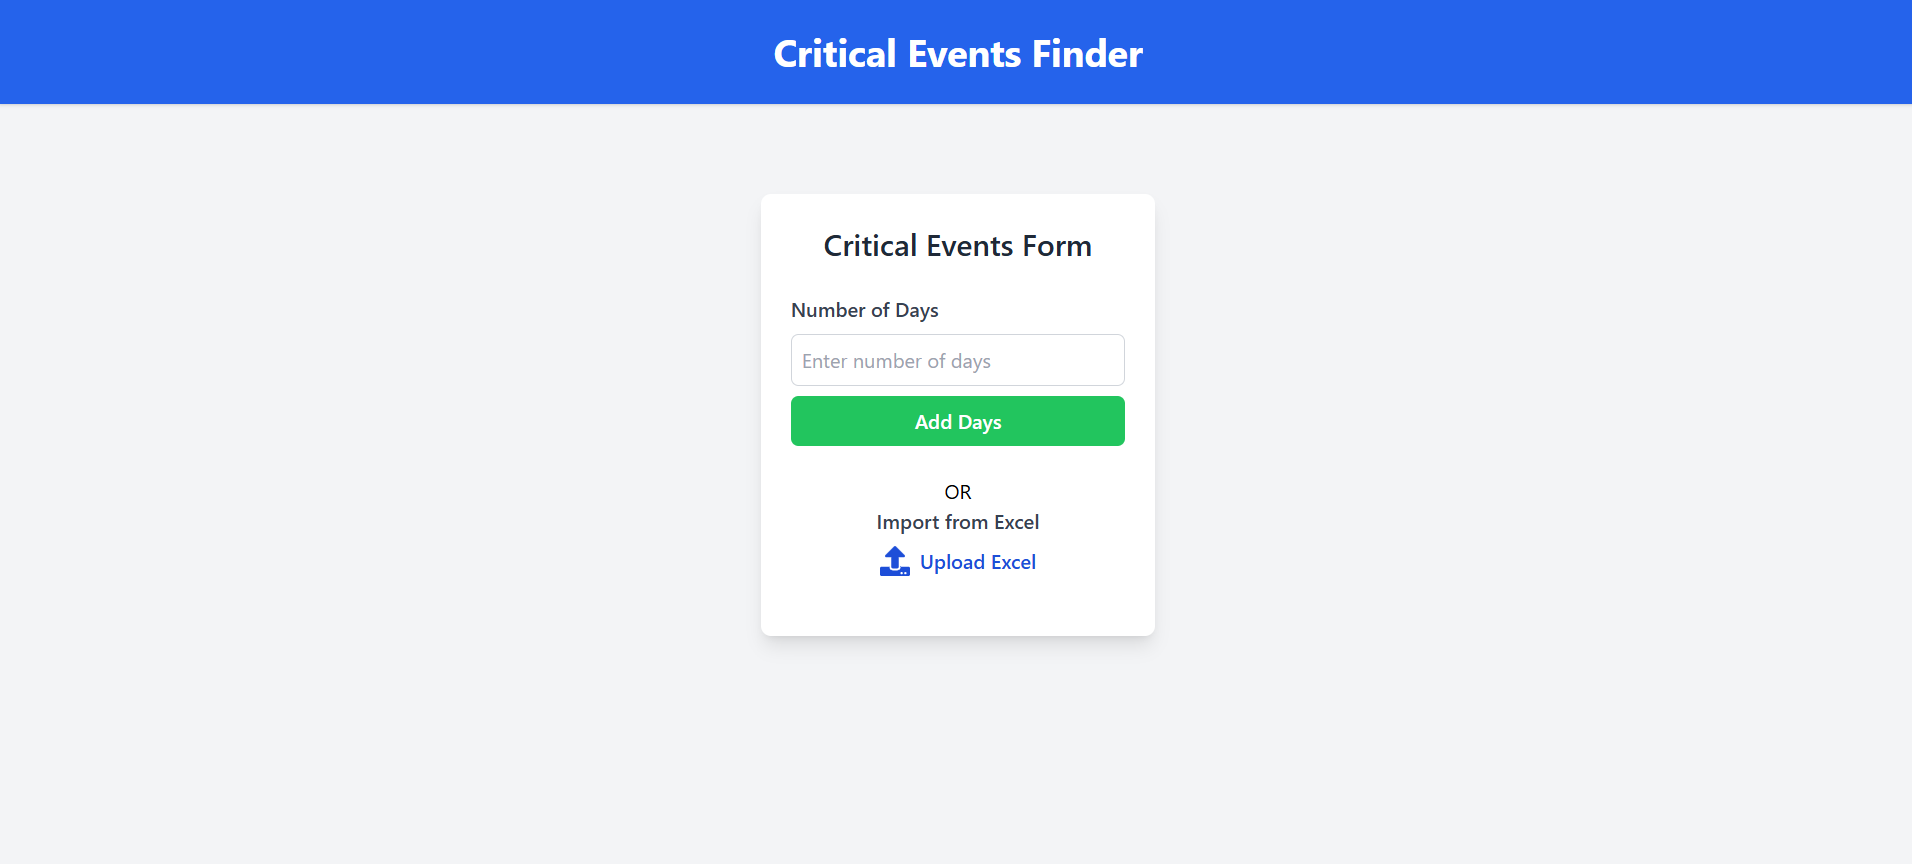 Critical Events Finder
Critical Events Form
Number of Days
Enter number of days
Add Days
OR
Import from Excel
Upload Excel